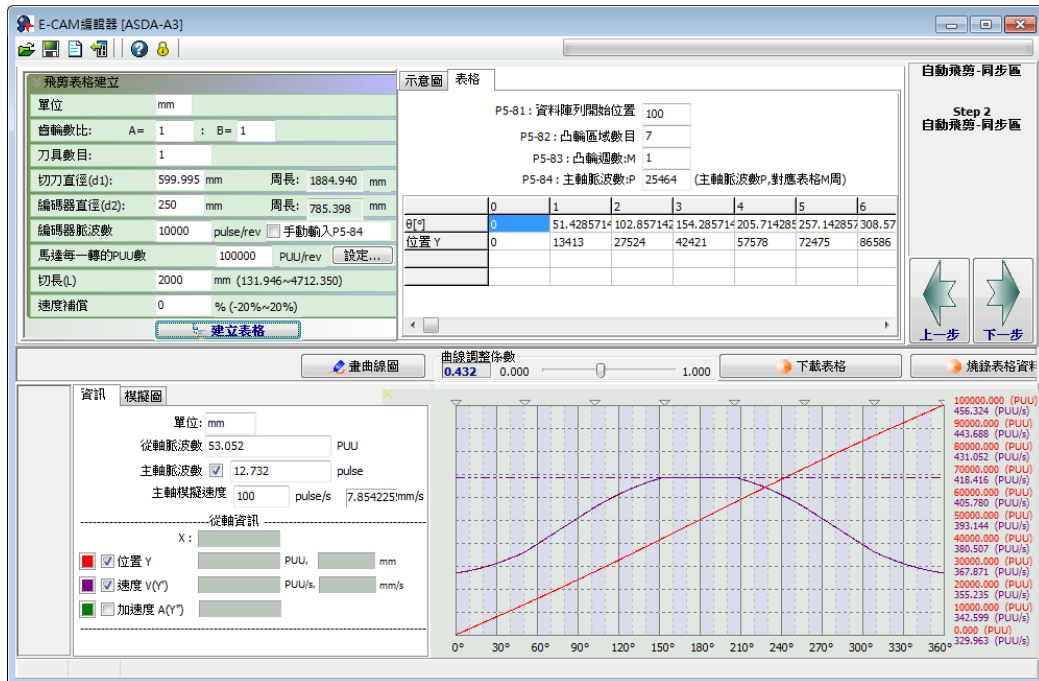 E-CAM編輯器 [ASDA-A3]
飛剪表格建立
單位 mm
齒輪數比: A= 1 : B= 1
刀具數目: 1
切刀直徑(d1): 599.995 mm 周長: 1884.940 mm
編碼器直徑(d2): 250 mm 周長: 785.398 mm
編碼器脈波數 10000 pulse/rev 手動輸入P5-84
馬達每一轉的PUU數 100000 PUU/rev 設定...
切長(L) 2000 mm (131.946~4712.350)
速度補償 0 % (-20%~20%)
建立表格
示意圖 表格
P5-81 : 資料陣列開始位置 100
P5-82 : 凸輪區域數目 7
P5-83 : 凸輪週數:M 1
P5-84 : 主軸脈波數:P 25464 (主軸脈波數P,對應表格M周)
0 1 2 3 4 5 6
θ[º] 0 51.4285714 102.857142 154.285714 205.714285 257.142857 308.57
位置 Y 0 13413 27524 42421 57578 72475 86586
自動飛剪-同步區
Step 2
自動飛剪-同步區
上一步 下一步
畫曲線圖
曲線調整係數
0.432 0.000 1.000
下載表格
燒錄表格資料
資訊 模擬圖
單位: mm
從軸脈波數 53.052 PUU
主軸脈波數 12.732 pulse
主軸模擬速度 100 pulse/s 7.854225 mm/s
從軸資訊
X :
位置 Y PUU, mm
速度 V(Y') PUU/s, mm/s
加速度 A(Y")
100000.000 (PUU)
456.324 (PUU/s)
90000.000 (PUU)
443.688 (PUU/s)
80000.000 (PUU)
431.052 (PUU/s)
70000.000 (PUU)
418.416 (PUU/s)
60000.000 (PUU)
405.780 (PUU/s)
50000.000 (PUU)
393.144 (PUU/s)
40000.000 (PUU)
380.507 (PUU/s)
30000.000 (PUU)
367.871 (PUU/s)
20000.000 (PUU)
355.235 (PUU/s)
10000.000 (PUU)
342.599 (PUU/s)
0.000 (PUU)
329.963 (PUU/s)
0° 30° 60° 90° 120° 150° 180° 210° 240° 270° 300° 330° 360°